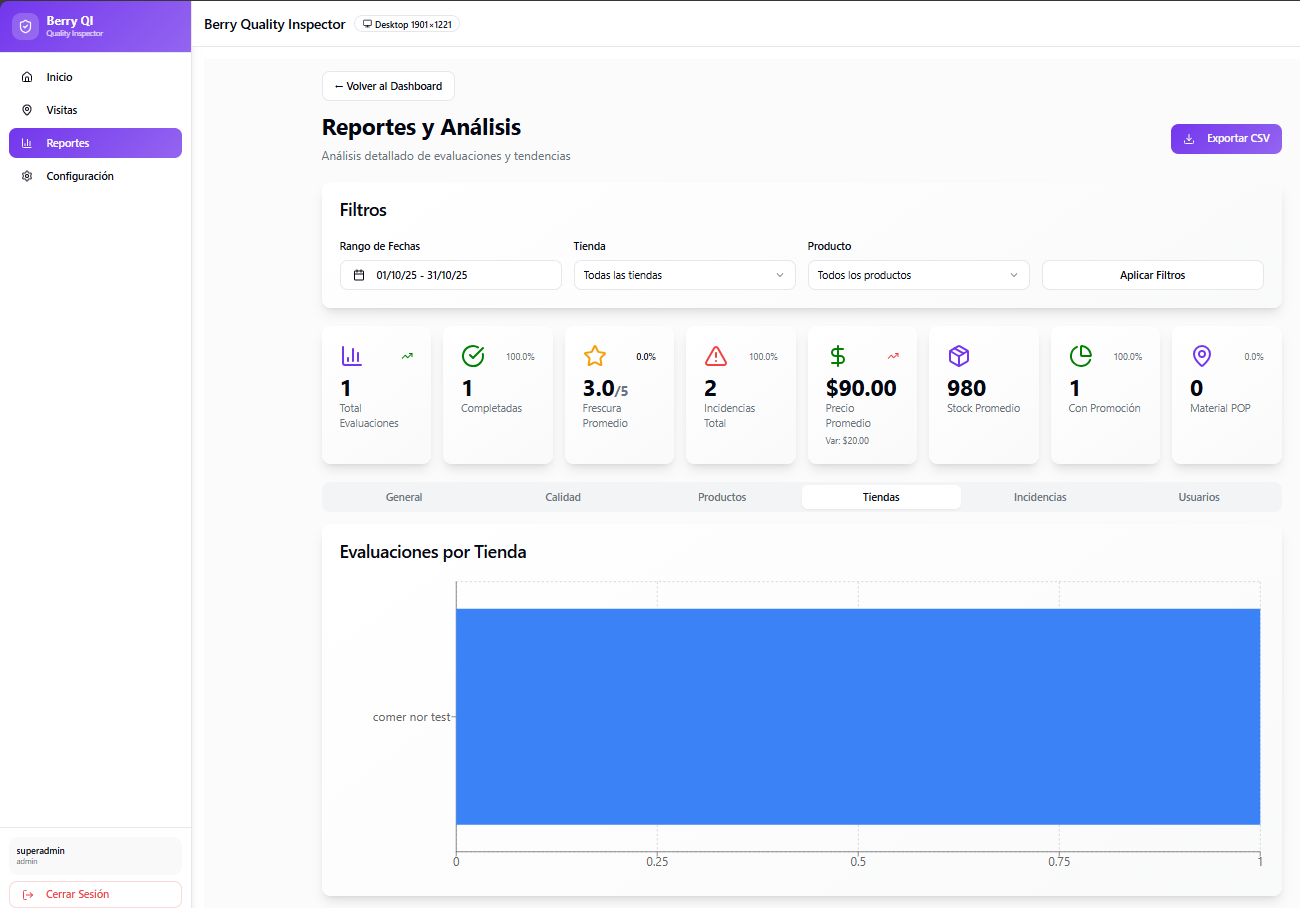 Berry QI
Quality Inspector
Berry Quality Inspector
Desktop 1901×1221
Inicio
Visitas
Reportes
Configuración
superadmin
admin
Cerrar Sesión
← Volver al Dashboard
Reportes y Análisis
Análisis detallado de evaluaciones y tendencias
Exportar CSV
Filtros
Rango de Fechas
01/10/25 - 31/10/25
Tienda
Todas las tiendas
Producto
Todos los productos
Aplicar Filtros
1
Total
Evaluaciones
100.0%
1
Completadas
0.0%
3.0/5
Frescura
Promedio
100.0%
2
Incidencias
Total
$90.00
Precio
Promedio
Var: $20.00
980
Stock Promedio
100.0%
1
Con Promoción
0.0%
0
Material POP
General
Calidad
Productos
Tiendas
Incidencias
Usuarios
Evaluaciones por Tienda
comer nor test
0
0.25
0.5
0.75
1